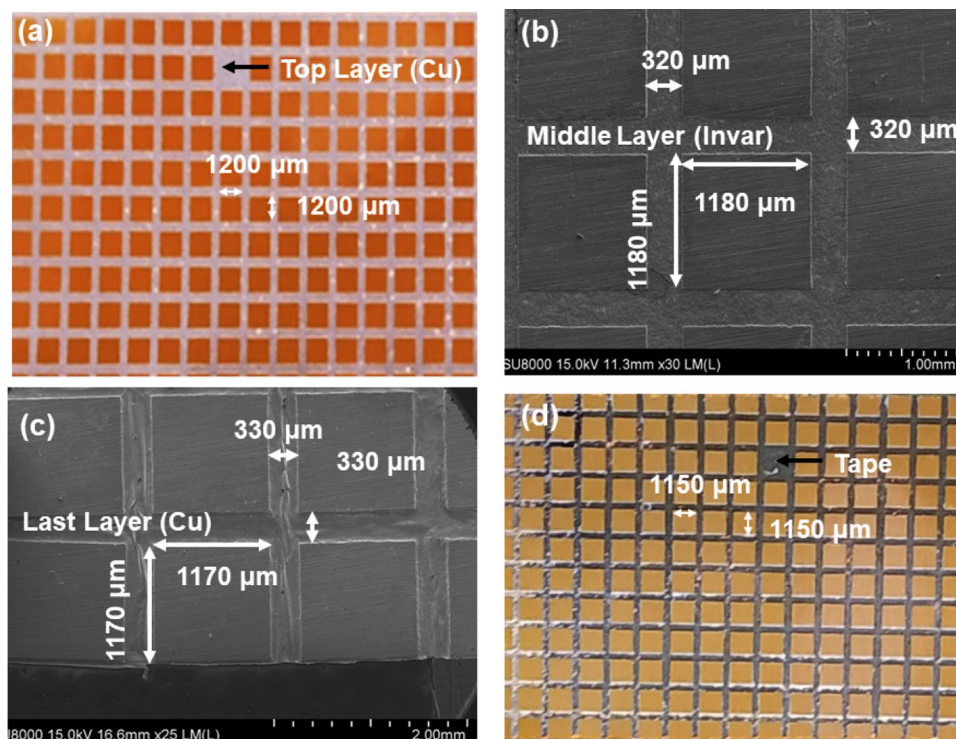 (a)
Top Layer (Cu)
1200 µm
1200 µm
(b)
320 µm
320 µm
Middle Layer (Invar)
1180 µm
1180 µm
SU8000 15.0kV 11.3mm x30 LM(L)
1.00mm
(c)
330 µm
330 µm
Last Layer (Cu)
1170 µm
1170 µm
J8000 15.0kV 16.6mm x25 LM(L)
2.00mm
(d)
Tape
1150 µm
1150 µm